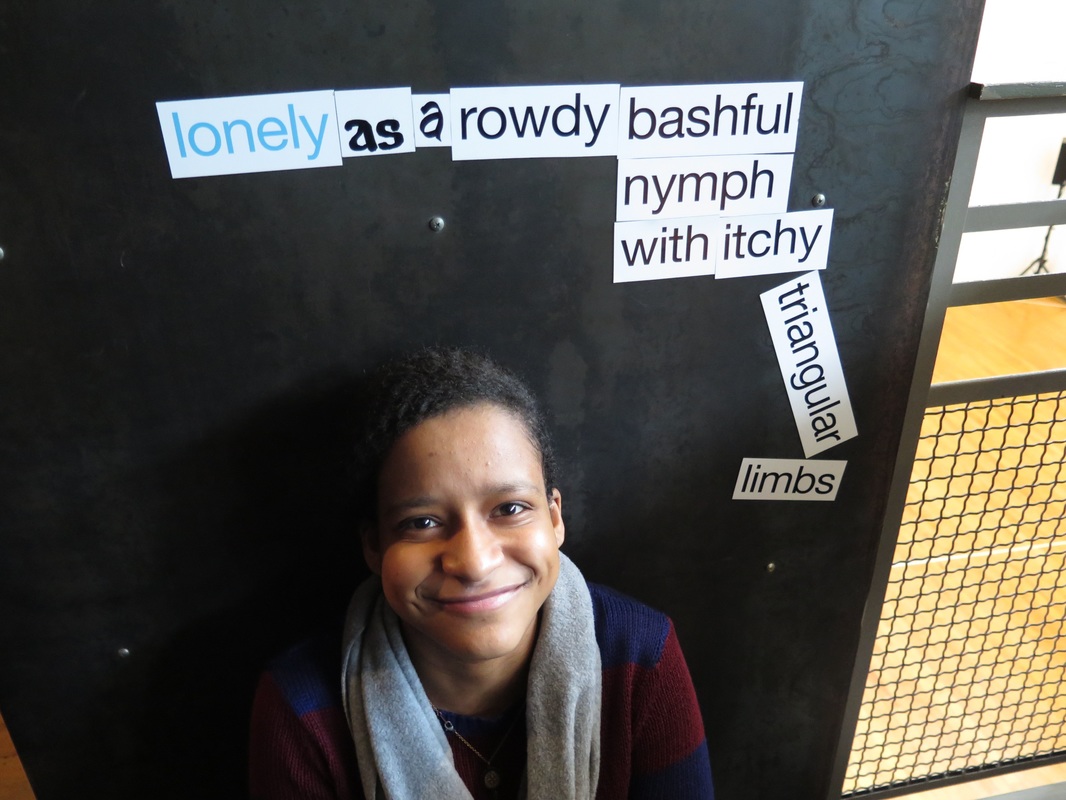 lonely as a rowdy bashful
nymph
with itchy
triangular
limbs